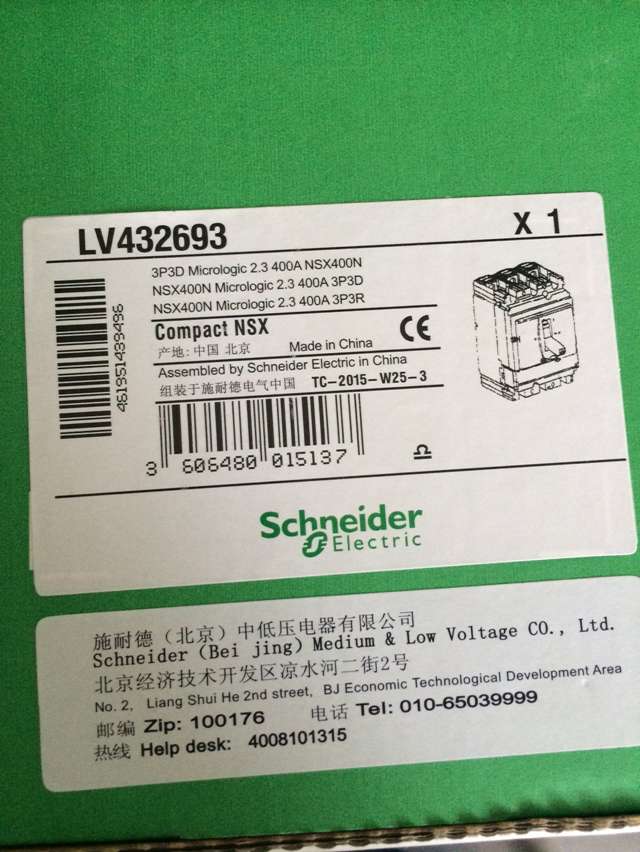 LV432693
X 1
3P3D Micrologic 2.3 400A NSX400N
NSX400N Micrologic 2.3 400A 3P3D
NSX400N Micrologic 2.3 400A 3P3R
Compact NSX
产地: 中国 北京
Made in China
CE
Assembled by Schneider Electric in China
组装于施耐德电气中国
TC-2015-W25-3
461951439496
3 606480 015137
Schneider
Electric
施耐德（北京）中低压电器有限公司
Schneider (Bei jing) Medium & Low Voltage CO., Ltd.
北京经济技术开发区凉水河二街2号
No. 2, Liang Shui He 2nd street, BJ Economic Technological Development Area
邮编 Zip: 100176
电话 Tel: 010-65039999
热线 Help desk: 4008101315